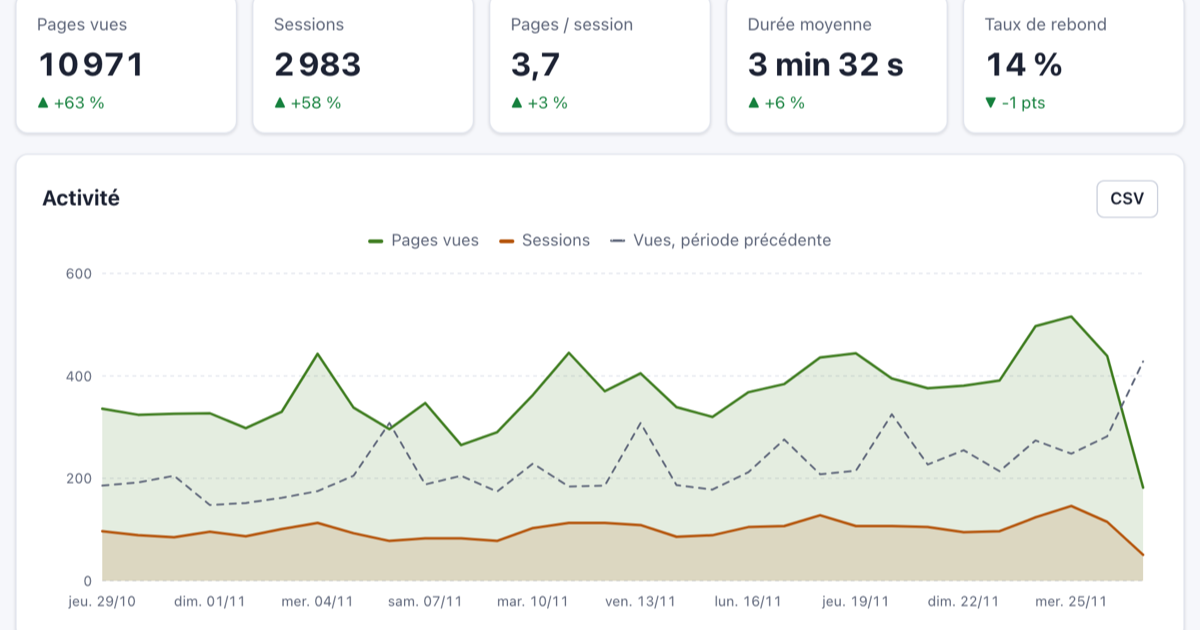 Pages vues
10 971
▲ +63 %
Sessions
2 983
▲ +58 %
Pages / session
3,7
▲ +3 %
Durée moyenne
3 min 32 s
▲ +6 %
Taux de rebond
14 %
▼ -1 pts
Activité
CSV
Pages vues Sessions Vues, période précédente
600
400
200
0
jeu. 29/10 dim. 01/11 mer. 04/11 sam. 07/11 mar. 10/11 ven. 13/11 lun. 16/11 jeu. 19/11 dim. 22/11 mer. 25/11